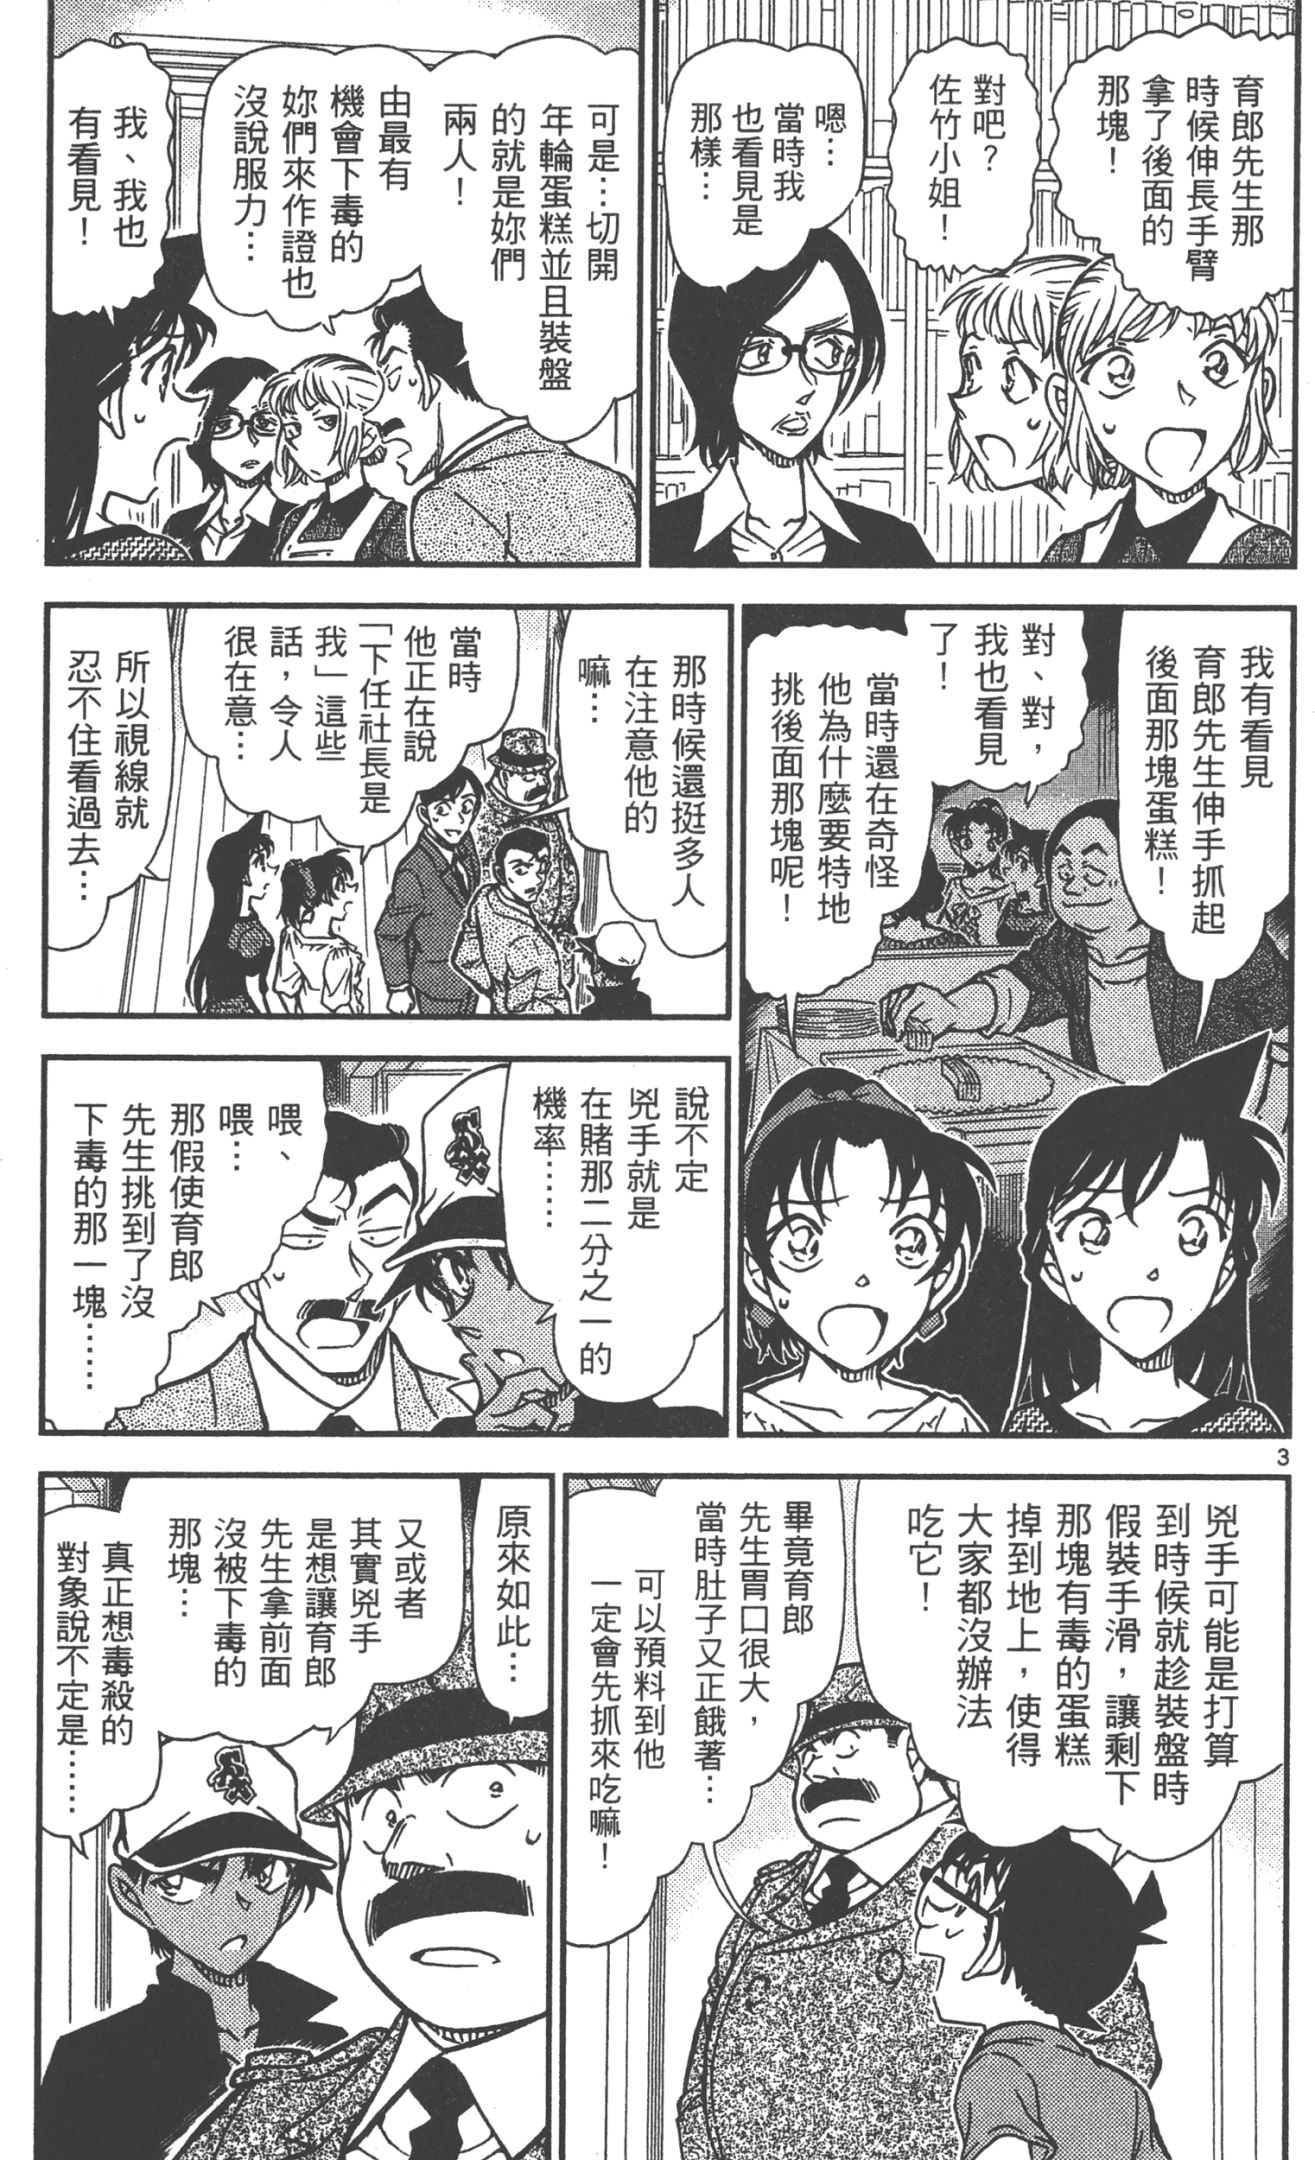 育郎先生那
時候伸長手臂
拿了後面的
那塊！
對吧？
佐竹小姐！
嗯…
當時我
也看見是
那樣…
可是…切開
年輪蛋糕並且裝盤
的就是妳們
兩人！
由最有
機會下毒的
妳們來作證也
沒說服力…
我、我也
有看見！
我有看見
育郎先生伸手抓起
後面那塊蛋糕！
對、對，
我也看見
了！
當時還在奇怪
他為什麼要特地
挑後面那塊呢！
那時候還挺多人
在注意他的
嘛…
當時
他正在說
「下任社長是
我」這些
話，令人
很在意…
所以視線就
忍不住看過去…
說不定
兇手就是
在賭那二分之一的
機率……
喂、
喂…
那假使育郎
先生挑到了沒
下毒的那一塊……
3
兇手可能是打算
到時候就趁裝盤時
假裝手滑，讓剩下
那塊有毒的蛋糕
掉到地上，使得
大家都沒辦法
吃它！
畢竟育郎
先生胃口很大，
當時肚子又正餓著…
可以預料到他
一定會先抓來吃嘛！
原來如此…
又或者
其實兇手
是想讓育郎
先生拿前面
沒被下毒的
那塊…
真正想毒殺的
對象說不定是……